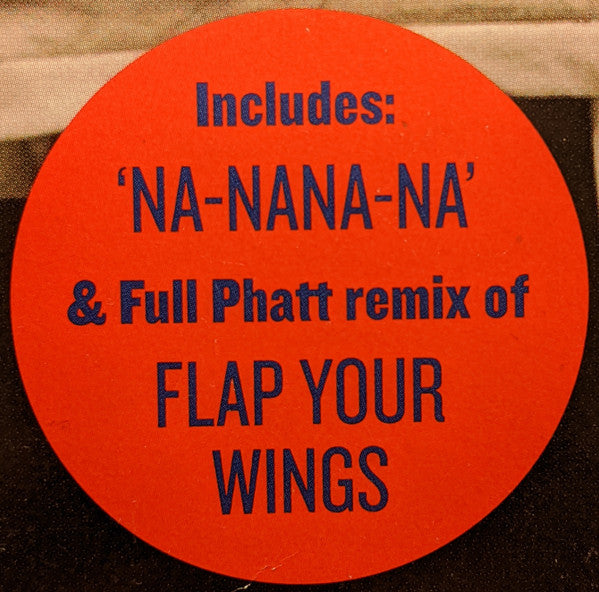 Includes:
‘NA-NANA-NA’
& Full Phatt remix of
FLAP YOUR
WINGS